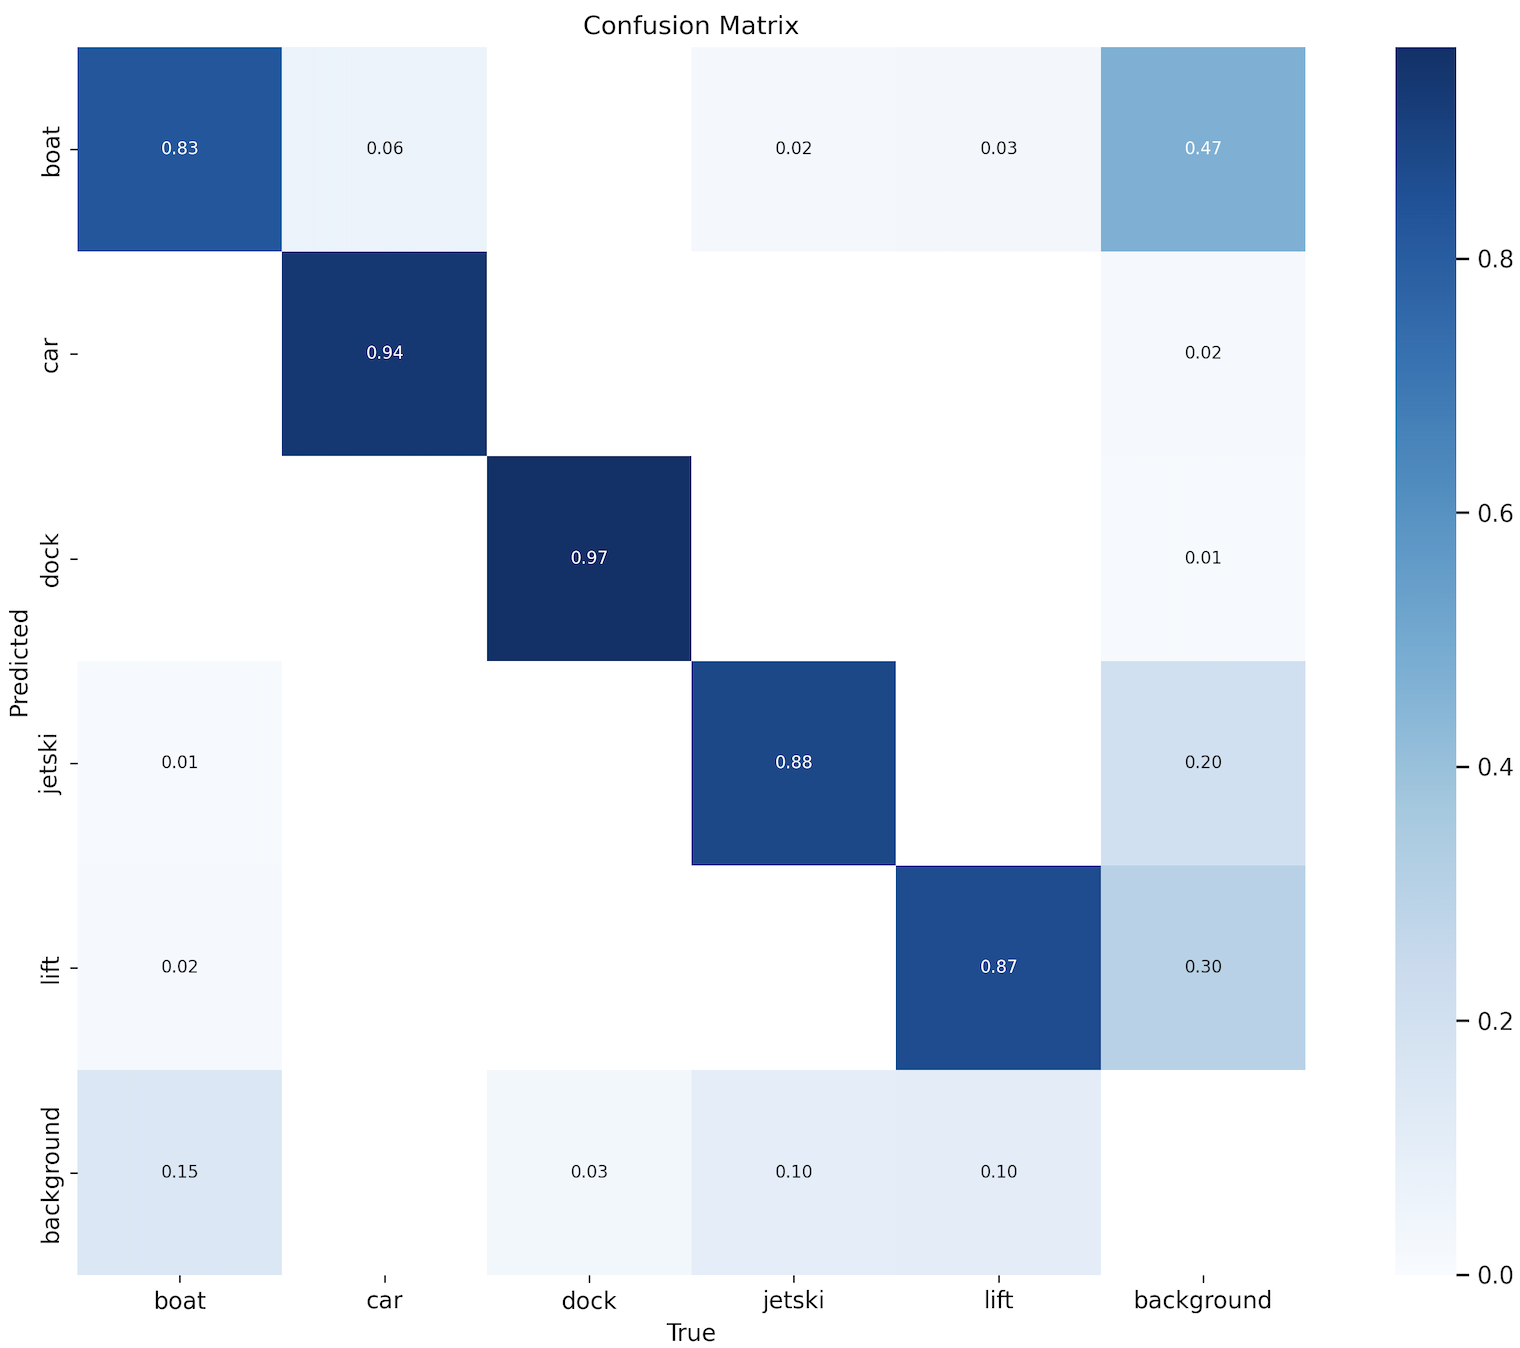 Confusion Matrix
boat 0.83 0.06 0.02 0.03 0.47
car 0.94 0.02
dock 0.97 0.01
jetski 0.01 0.88 0.20
lift 0.02 0.87 0.30
background 0.15 0.03 0.10 0.10
boat car dock jetski lift background
True
Predicted
0.8
0.6
0.4
0.2
0.0